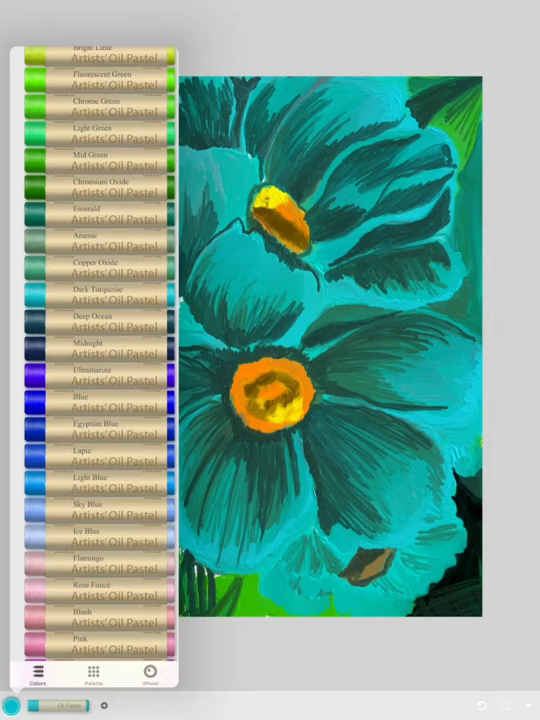 Bright Lime
Artists' Oil Pastel
Fluorescent Green
Artists' Oil Pastel
Chrome Green
Artists' Oil Pastel
Light Green
Artists' Oil Pastel
Mid Green
Artists' Oil Pastel
Chromium Oxide
Artists' Oil Pastel
Emerald
Artists' Oil Pastel
Arsenic
Artists' Oil Pastel
Copper Oxide
Artists' Oil Pastel
Dark Turquoise
Artists' Oil Pastel
Deep Ocean
Artists' Oil Pastel
Midnight
Artists' Oil Pastel
Ultramarine
Artists' Oil Pastel
Blue
Artists' Oil Pastel
Egyptian Blue
Artists' Oil Pastel
Lapiz
Artists' Oil Pastel
Light Blue
Artists' Oil Pastel
Sky Blue
Artists' Oil Pastel
Ice Blue
Artists' Oil Pastel
Flamingo
Artists' Oil Pastel
Rose Foncé
Artists' Oil Pastel
Blush
Artists' Oil Pastel
Pink
Artists' Oil Pastel
Colors Palette Wheel
Oil Pastel